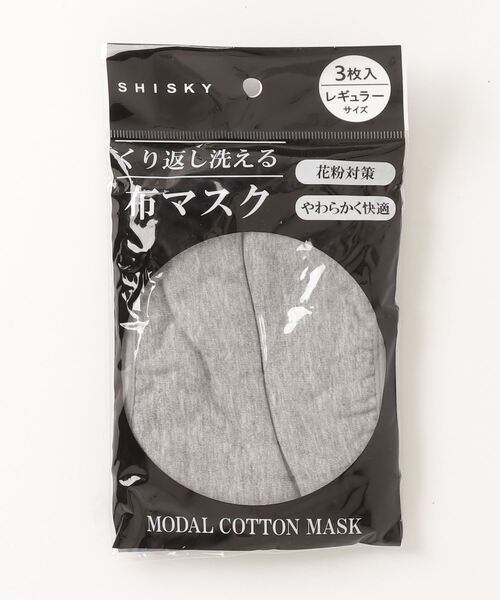 SHISKY
3枚入
レギュラー
サイズ
くり返し洗える
布マスク
花粉対策
やわらかく快適
MODAL COTTON MASK